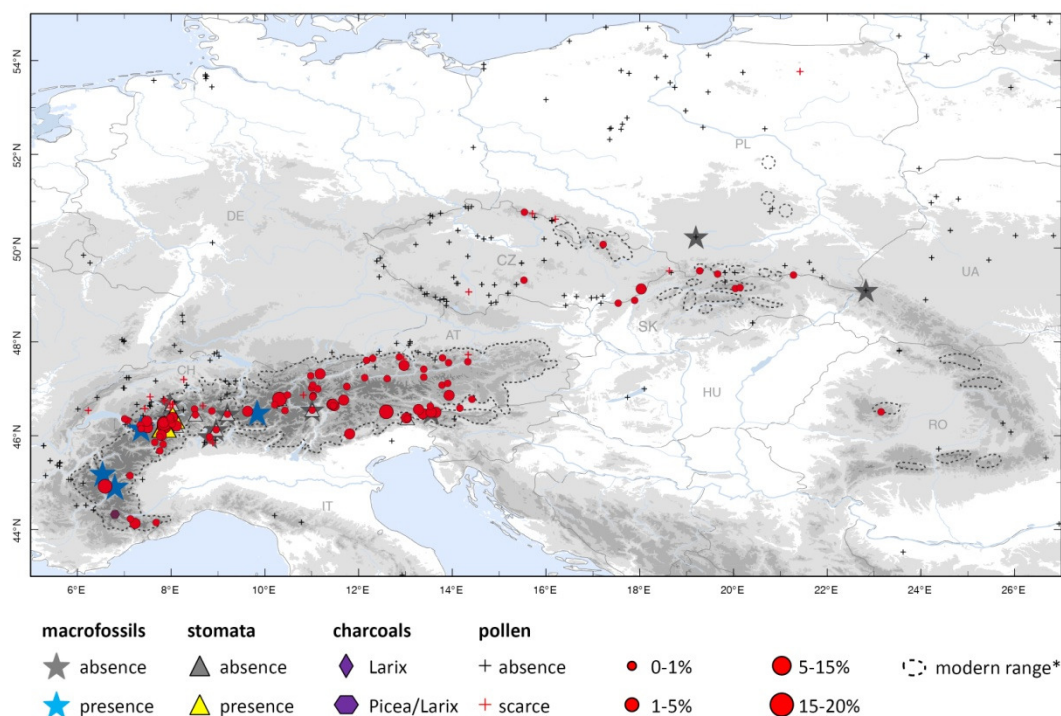 54°N
52°N
PL
DE
50°N
CZ
UA
SK
48°N
AT
CH
HU
46°N
RO
IT
44°N
6°E 8°E 10°E 12°E 14°E 16°E 18°E 20°E 22°E 24°E 26°E
macrofossils stomata charcoals pollen
absence absence Larix absence 0-1% 5-15% modern range*
presence presence Picea/Larix scarce 1-5% 15-20%